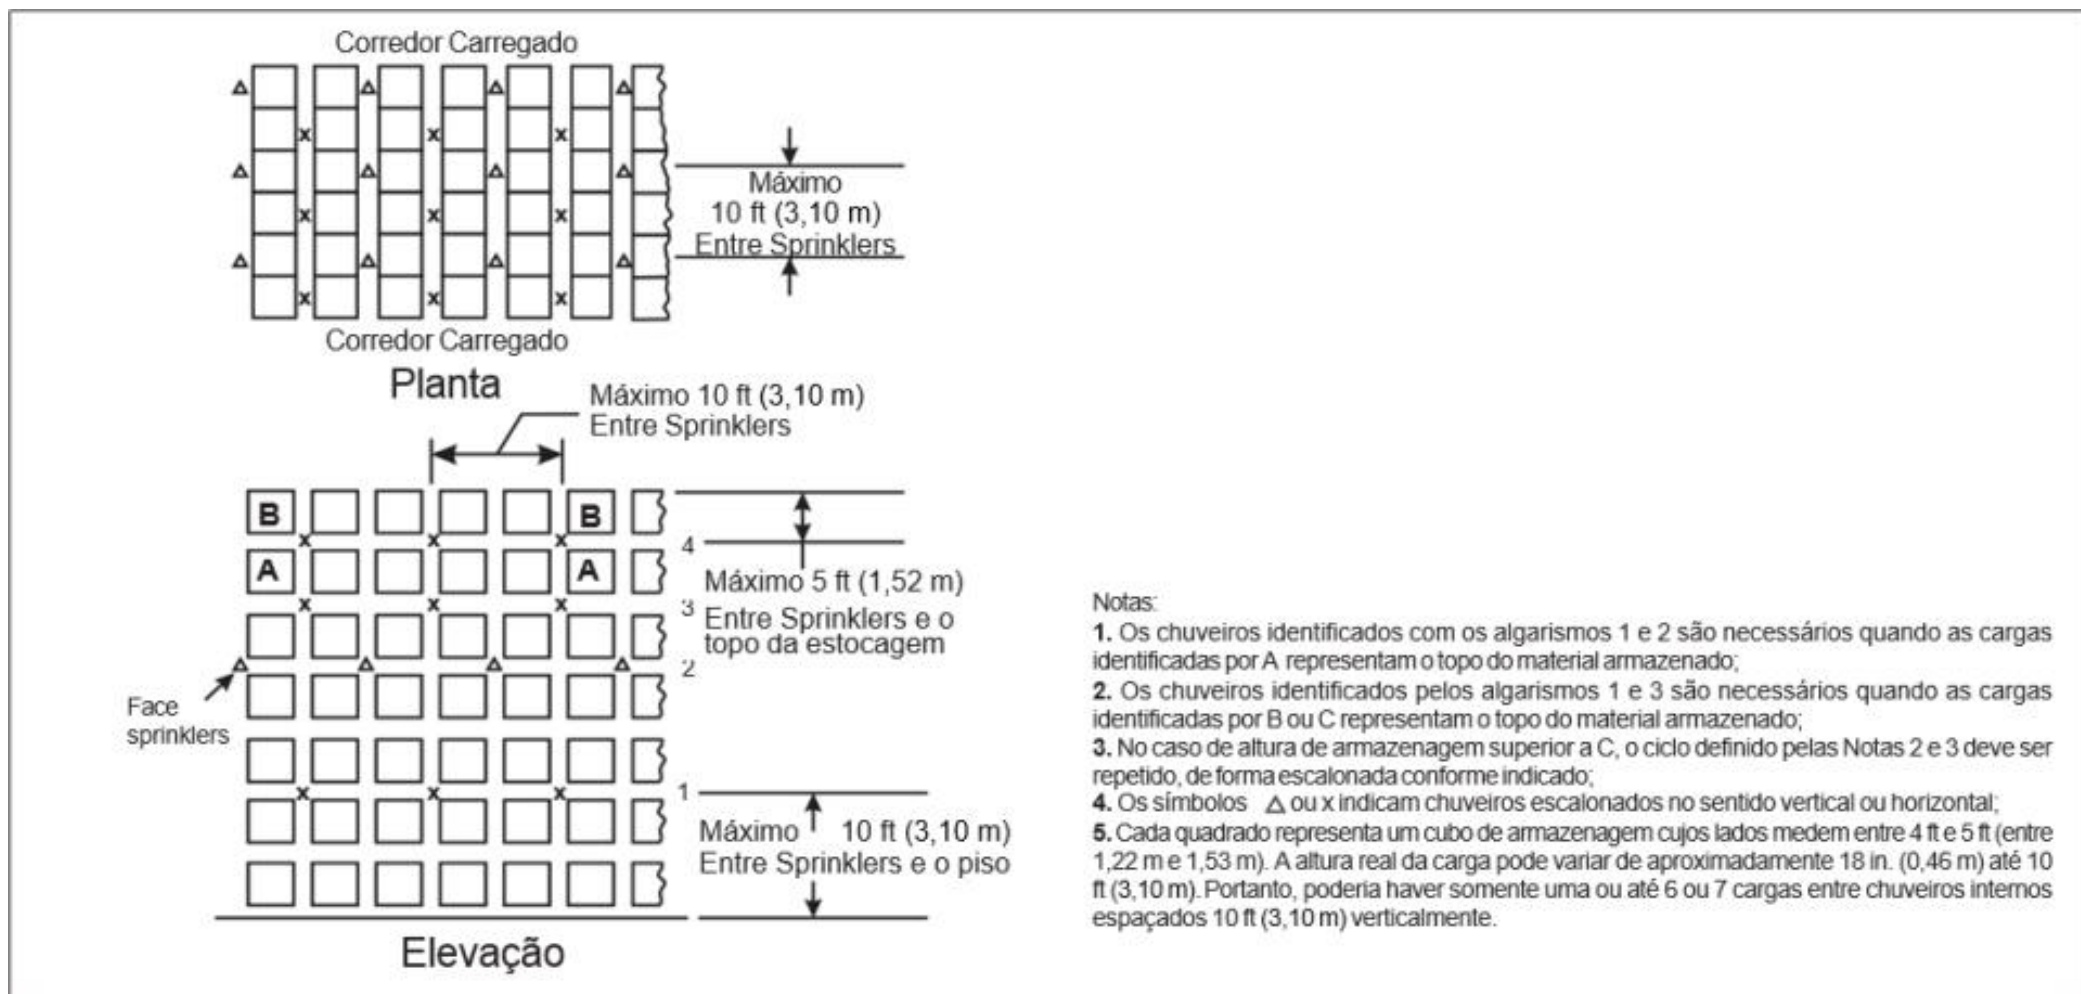 Corredor Carregado
Máximo
10 ft (3,10 m)
Entre Sprinklers
Corredor Carregado
Planta
Máximo 10 ft (3,10 m)
Entre Sprinklers
B
B
4
A
A
Máximo 5 ft (1,52 m)
3
Entre Sprinklers e o
topo da estocagem
2
Face
sprinklers
1
Máximo 10 ft (3,10 m)
Entre Sprinklers e o piso
Elevação
Notas:
1. Os chuveiros identificados com os algarismos 1 e 2 são necessários quando as cargas
identificadas por A representam o topo do material armazenado;
2. Os chuveiros identificados pelos algarismos 1 e 3 são necessários quando as cargas
identificadas por B ou C representam o topo do material armazenado;
3. No caso de altura de armazenagem superior a C, o ciclo definido pelas Notas 2 e 3 deve ser
repetido, de forma escalonada conforme indicado;
4. Os símbolos △ ou x indicam chuveiros escalonados no sentido vertical ou horizontal;
5. Cada quadrado representa um cubo de armazenagem cujos lados medem entre 4 ft e 5 ft (entre
1,22 m e 1,53 m). A altura real da carga pode variar de aproximadamente 18 in. (0,46 m) até 10
ft (3,10 m). Portanto, poderia haver somente uma ou até 6 ou 7 cargas entre chuveiros internos
espaçados 10 ft (3,10 m) verticalmente.